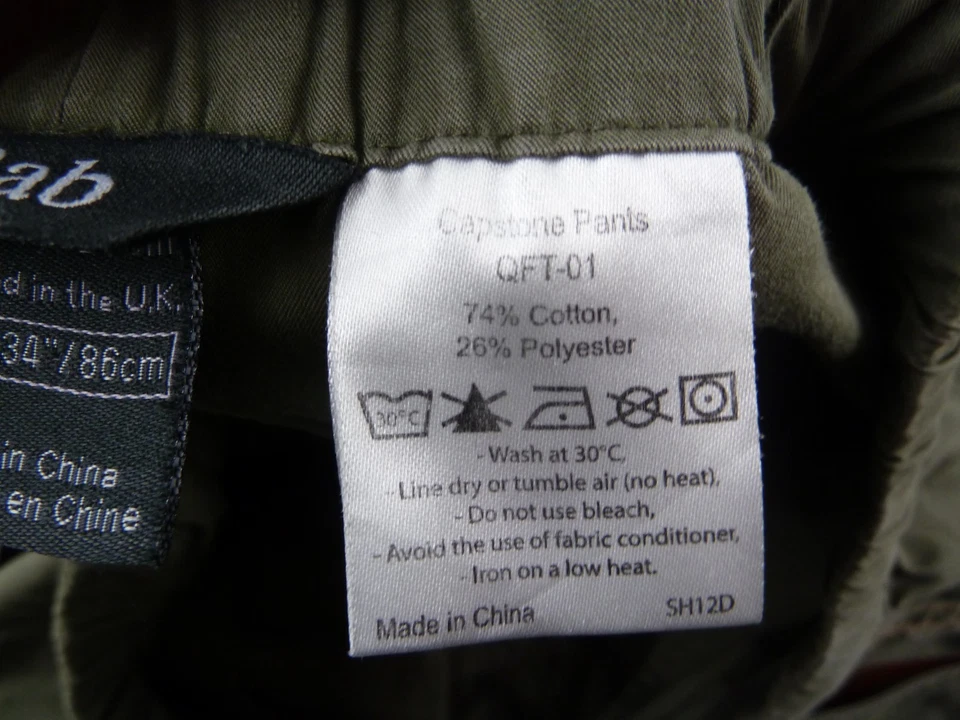 ab
d in the U.K.
34"/86cm
in China
en Chine
Capstone Pants
QFT-01
74% Cotton,
26% Polyester
30°C
- Wash at 30°C,
- Line dry or tumble air (no heat),
- Do not use bleach,
- Avoid the use of fabric conditioner,
- Iron on a low heat.
Made in China
SH12D